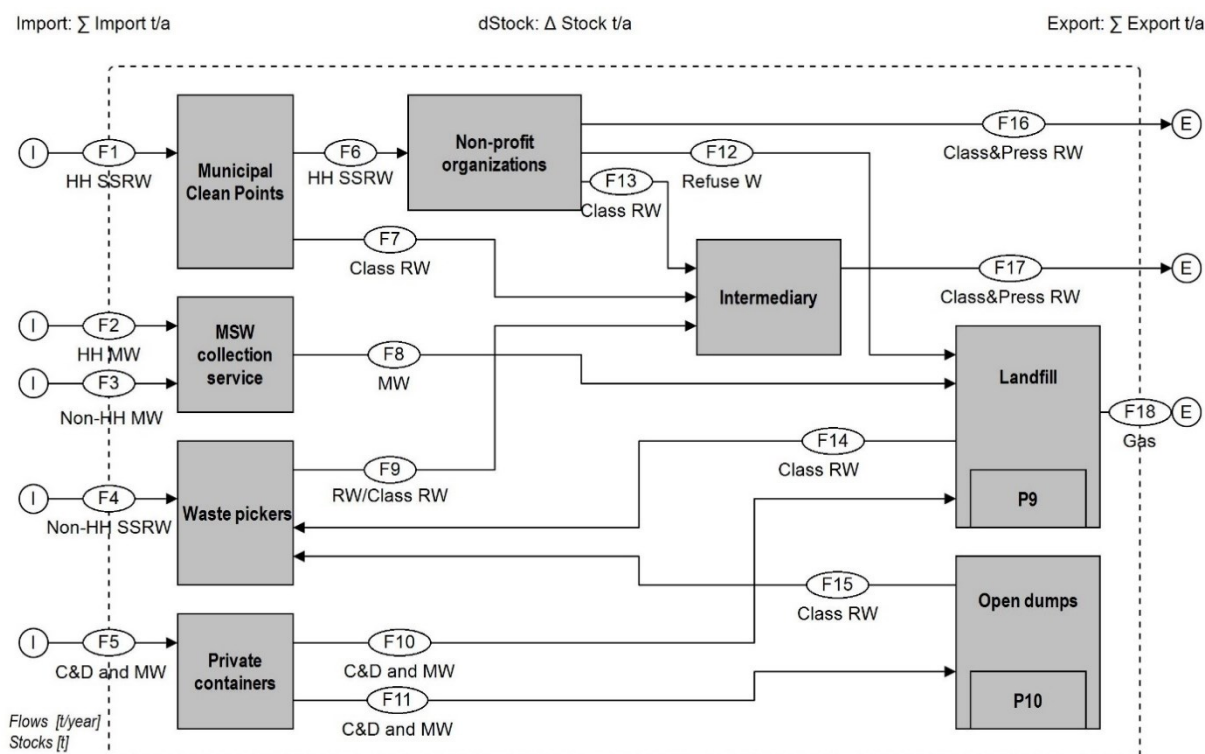 Import: ∑ Import t/a
dStock: Δ Stock t/a
Export: ∑ Export t/a
I
F1
HH SSRW
Municipal
Clean Points
F6
HH SSRW
Non-profit
organizations
F16
Class&Press RW
E
F12
Refuse W
F13
Class RW
F7
Class RW
Intermediary
F17
Class&Press RW
E
I
F2
HH MW
I
F3
Non-HH MW
MSW
collection
service
F8
MW
Landfill
P9
F18
Gas
E
F14
Class RW
I
F4
Non-HH SSRW
Waste pickers
F9
RW/Class RW
F15
Class RW
Open dumps
P10
I
F5
C&D and MW
Private
containers
F10
C&D and MW
F11
C&D and MW
Flows [t/year]
Stocks [t]